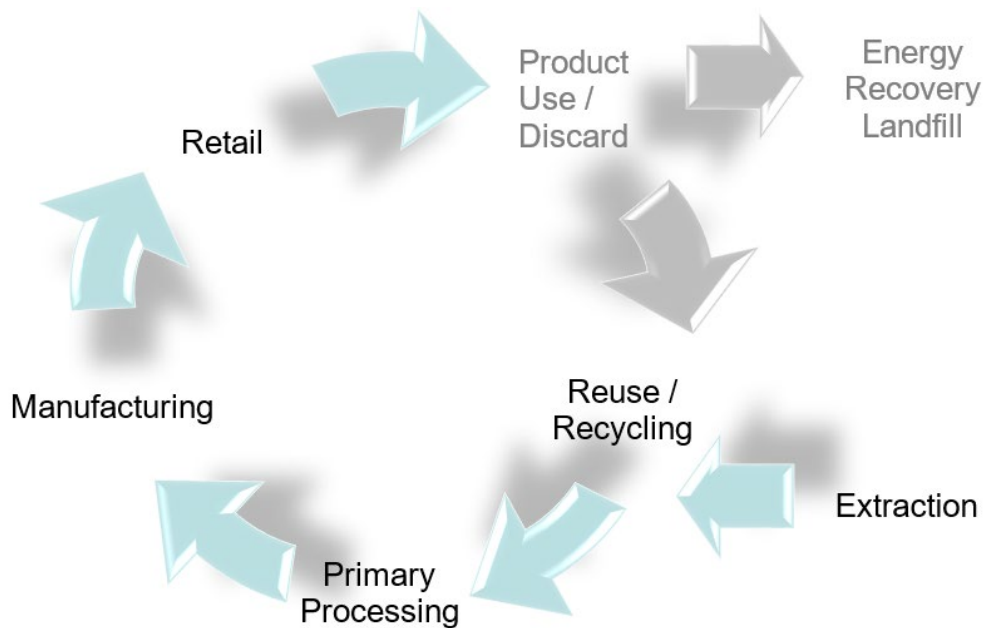 Product
Use /
Discard
Energy
Recovery
Landfill
Retail
Manufacturing
Reuse /
Recycling
Extraction
Primary
Processing